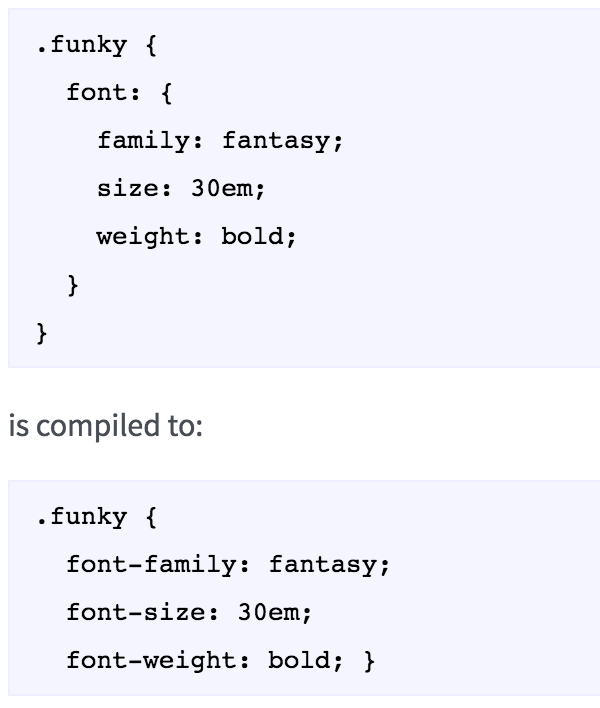 .funky {
  font: {
    family: fantasy;
    size: 30em;
    weight: bold;
  }
}
is compiled to:
.funky {
  font-family: fantasy;
  font-size: 30em;
  font-weight: bold; }